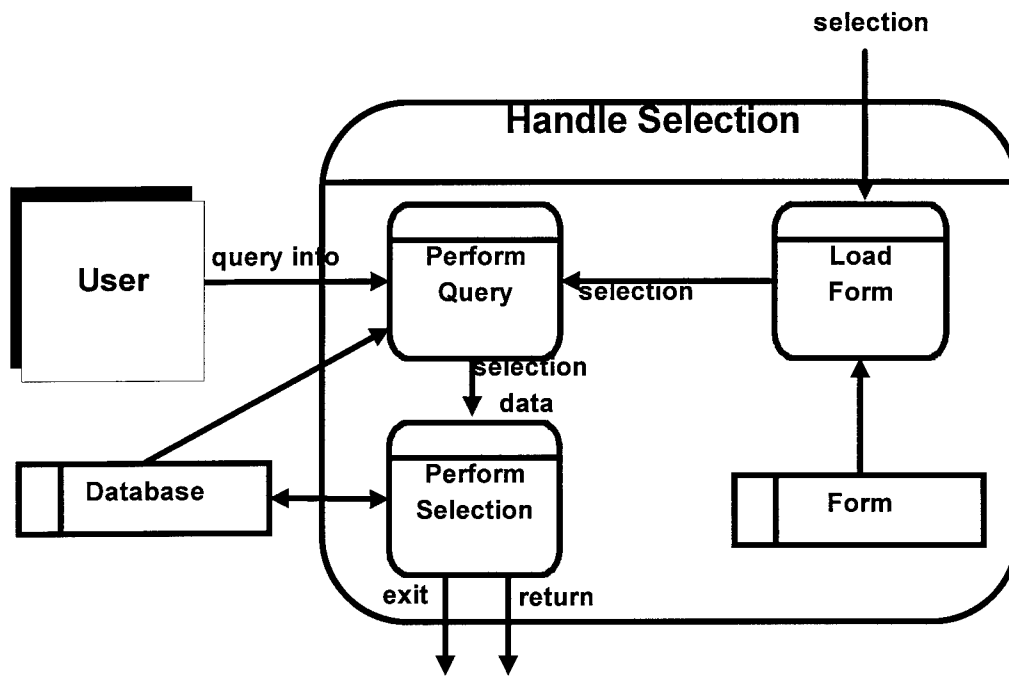 selection
Handle Selection
User
query info
Perform
Query
selection
Load
Form
selection
data
Database
Perform
Selection
Form
exit
return